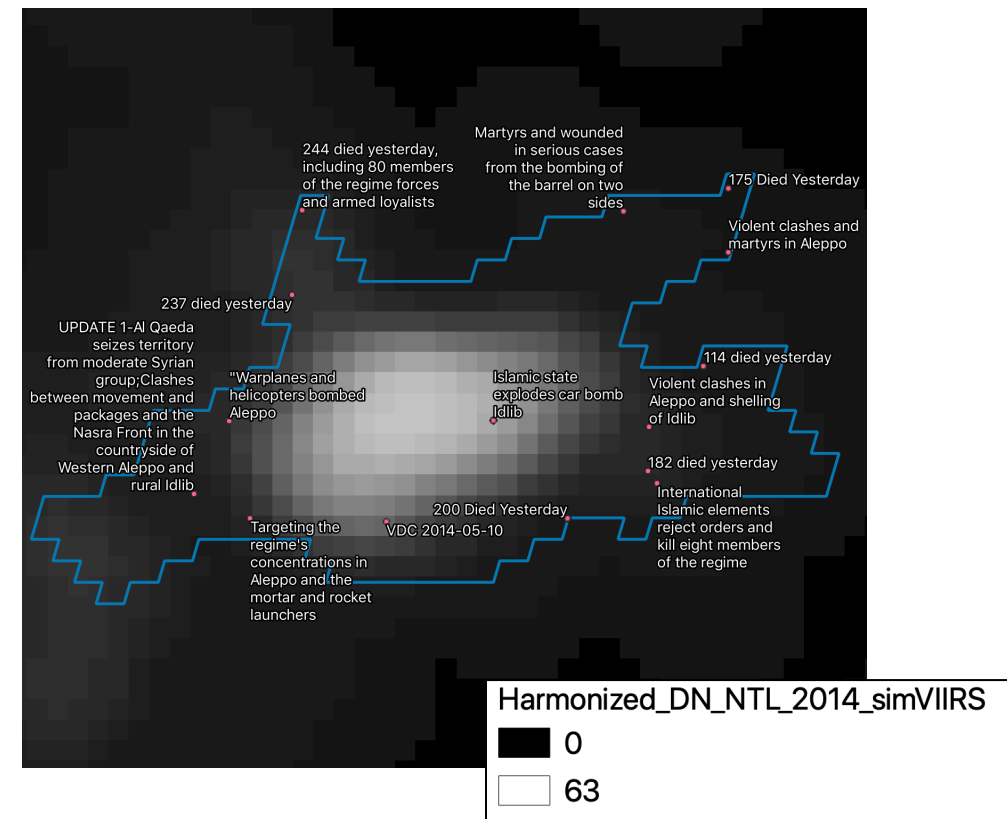 Martyrs and wounded
in serious cases
from the bombing of
the barrel on two
sides
244 died yesterday,
including 80 members
of the regime forces
and armed loyalists
175 Died Yesterday
Violent clashes and
martyrs in Aleppo
237 died yesterday
UPDATE 1-Al Qaeda
seizes territory
from moderate Syrian
group;Clashes
between movement and
packages and the
Nasra Front in the
countryside of
Western Aleppo and
rural Idlib
"Warplanes and
helicopters bombed
Aleppo
Islamic state
explodes car bomb
Idlib
114 died yesterday
Violent clashes in
Aleppo and shelling
of Idlib
182 died yesterday
International
Islamic elements
reject orders and
kill eight members
of the regime
200 Died Yesterday
VDC 2014-05-10
Targeting the
regime's
concentrations in
Aleppo and the
mortar and rocket
launchers
Harmonized_DN_NTL_2014_simVIIRS
0
63